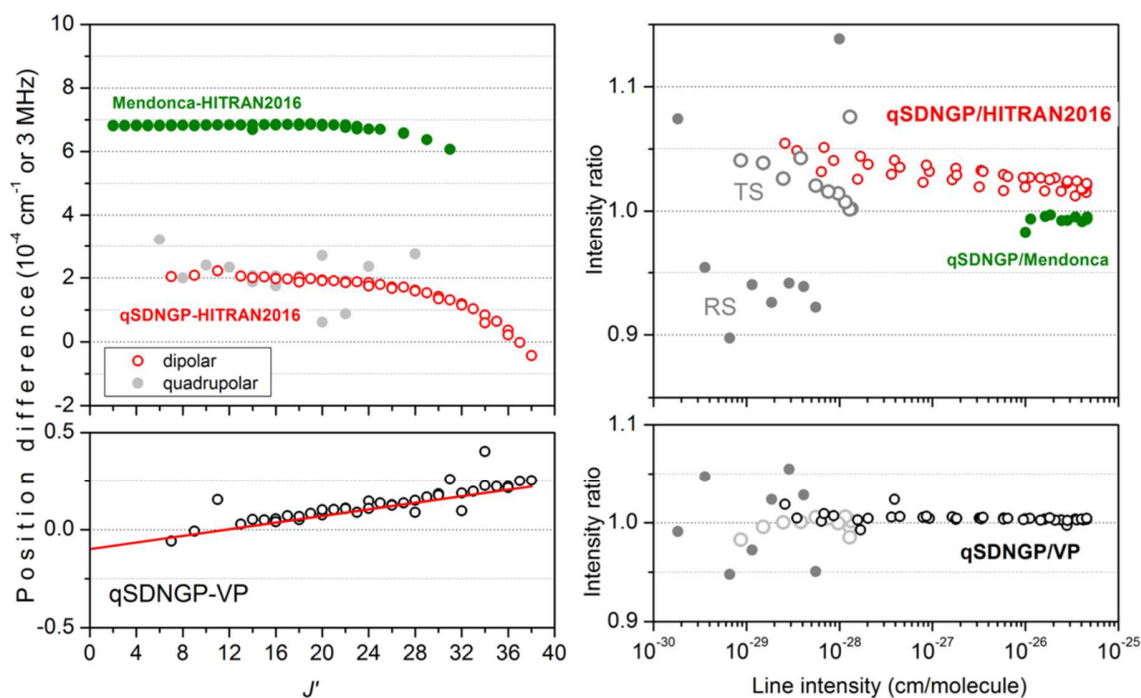 Position difference (10⁻⁴ cm⁻¹ or 3 MHz)
10
8
6
4
2
0
-2
Mendonca-HITRAN2016
qSDNGP-HITRAN2016
dipolar
quadrupolar
0.5
0.0
-0.5
qSDNGP-VP
0 4 8 12 16 20 24 28 32 36 40
J'
Intensity ratio
1.1
1.0
0.9
qSDNGP/HITRAN2016
TS
qSDNGP/Mendonca
RS
Intensity ratio
1.1
1.0
0.9
qSDNGP/VP
10⁻³⁰ 10⁻²⁹ 10⁻²⁸ 10⁻²⁷ 10⁻²⁶ 10⁻²⁵
Line intensity (cm/molecule)